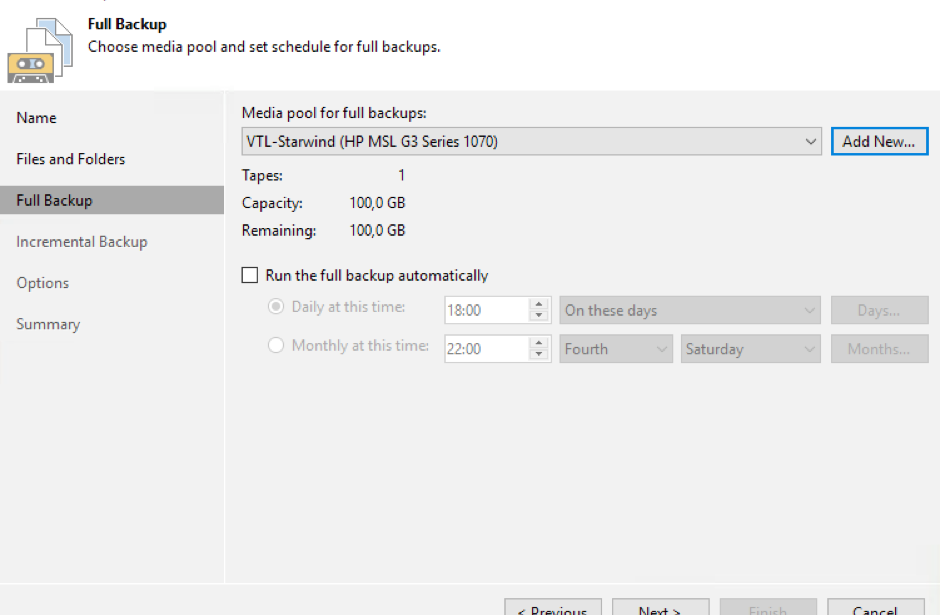 Full Backup
Choose media pool and set schedule for full backups.
Name
Files and Folders
Full Backup
Incremental Backup
Options
Summary
Media pool for full backups:
VTL-Starwind (HP MSL G3 Series 1070)
Add New...
Tapes: 1
Capacity: 100,0 GB
Remaining: 100,0 GB
Run the full backup automatically
Daily at this time: 18:00 On these days Days...
Monthly at this time: 22:00 Fourth Saturday Months...
< Previous Next > Finish Cancel